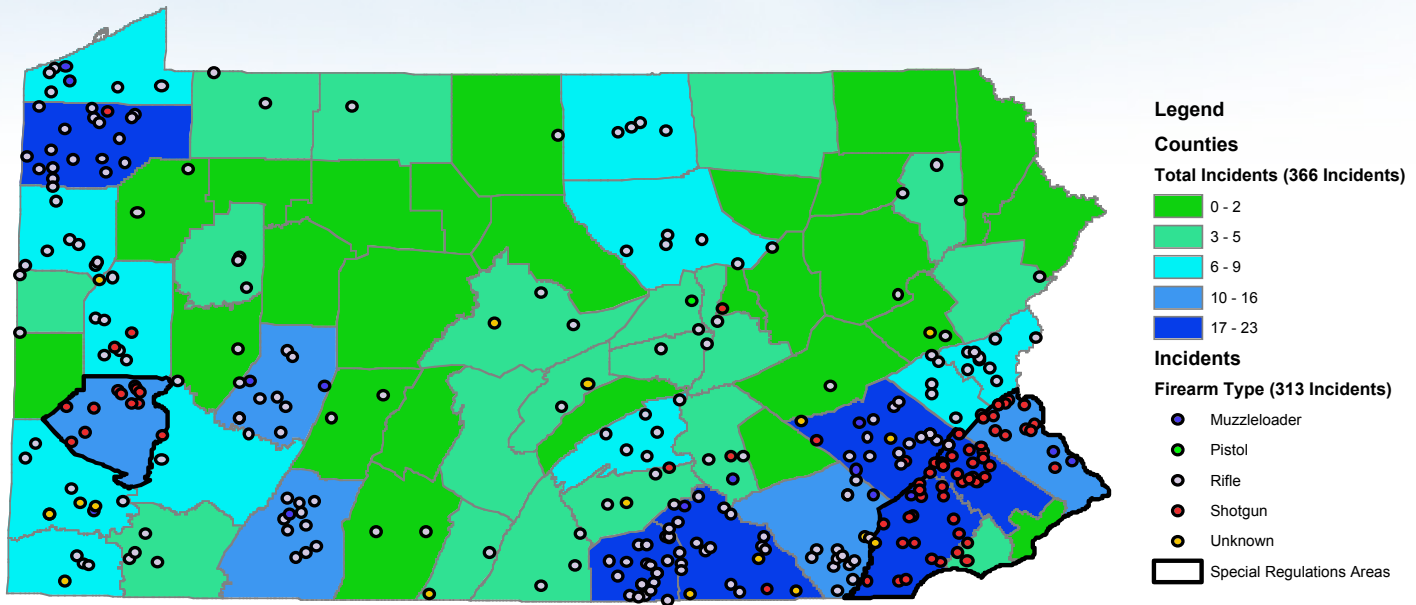 Legend
Counties
Total Incidents (366 Incidents)
0 - 2
3 - 5
6 - 9
10 - 16
17 - 23
Incidents
Firearm Type (313 Incidents)
Muzzleloader
Pistol
Rifle
Shotgun
Unknown
Special Regulations Areas